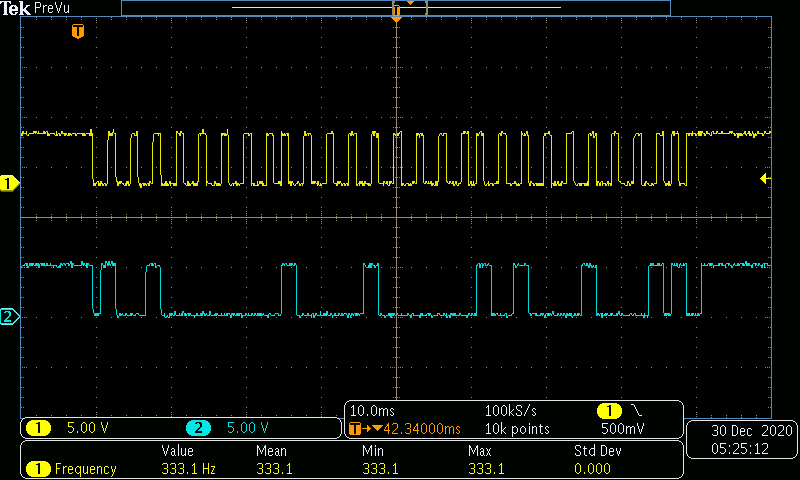 Tek PreVu
T
T
1
2
1 5.00 V 2 5.00 V
10.0ms 100kS/s 1
T 42.34000ms 10k points 500mV
30 Dec 2020
05:25:12
Value Mean Min Max Std Dev
1 Frequency 333.1 Hz 333.1 333.1 333.1 0.000